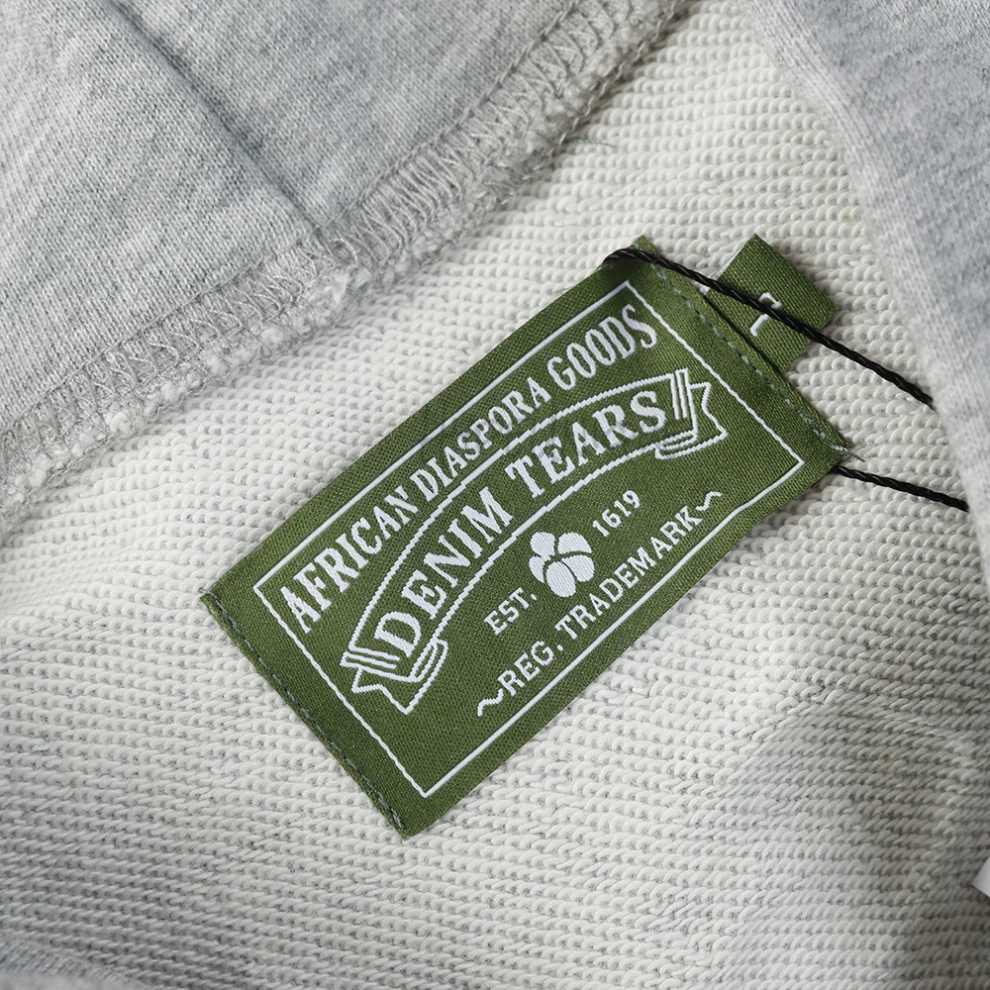 AFRICAN DIASPORA GOODS
DENIM TEARS
EST. 1619
~REG. TRADEMARK~
L